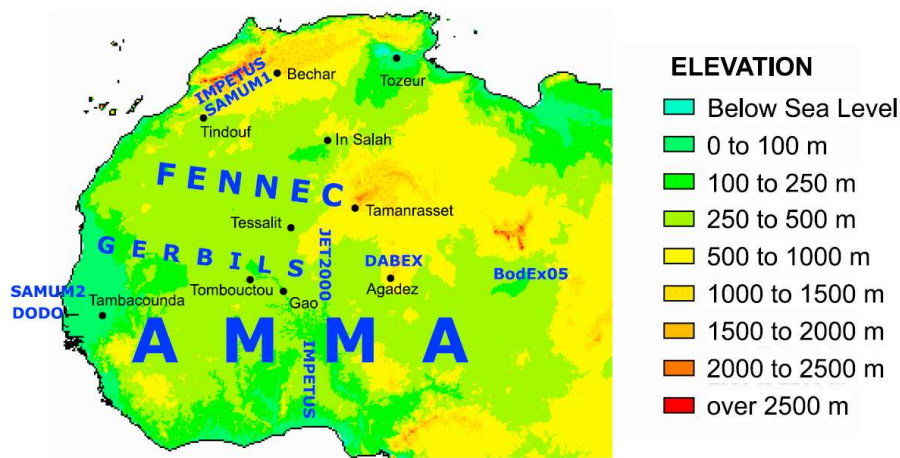 Bechar
Tozeur
IMPETUS
SAMUM1
Tindouf
In Salah
FENNEC
Tamanrasset
Tessalit
GERBILS
JET2000
DABEX
BodEx05
Tombouctou
Agadez
Gao
SAMUM2
DODO
Tambacounda
AMMA
IMPETUS
ELEVATION
Below Sea Level
0 to 100 m
100 to 250 m
250 to 500 m
500 to 1000 m
1000 to 1500 m
1500 to 2000 m
2000 to 2500 m
over 2500 m